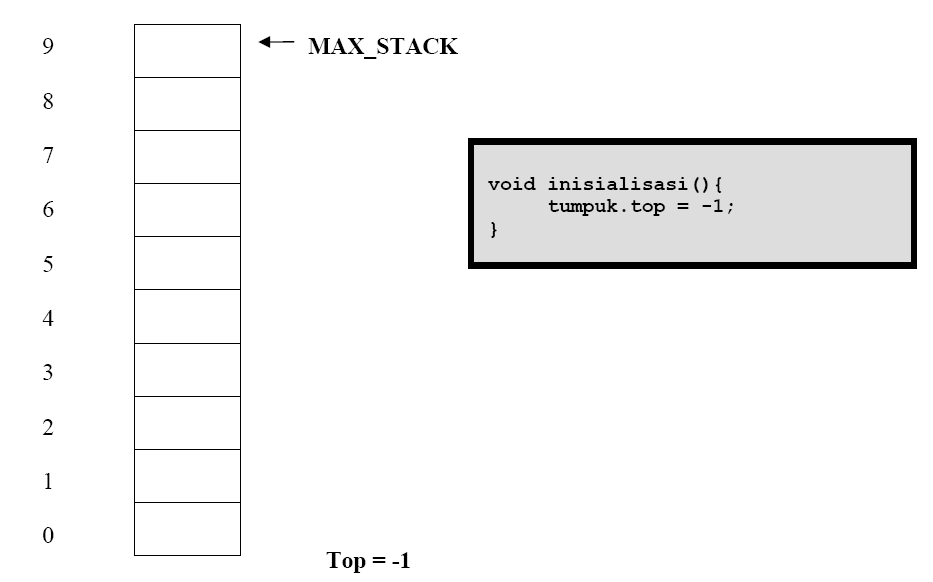 9
MAX_STACK
8
7
6
5
4
3
2
1
0
void inisialisasi(){
tumpuk.top = -1;
}
Top = -1